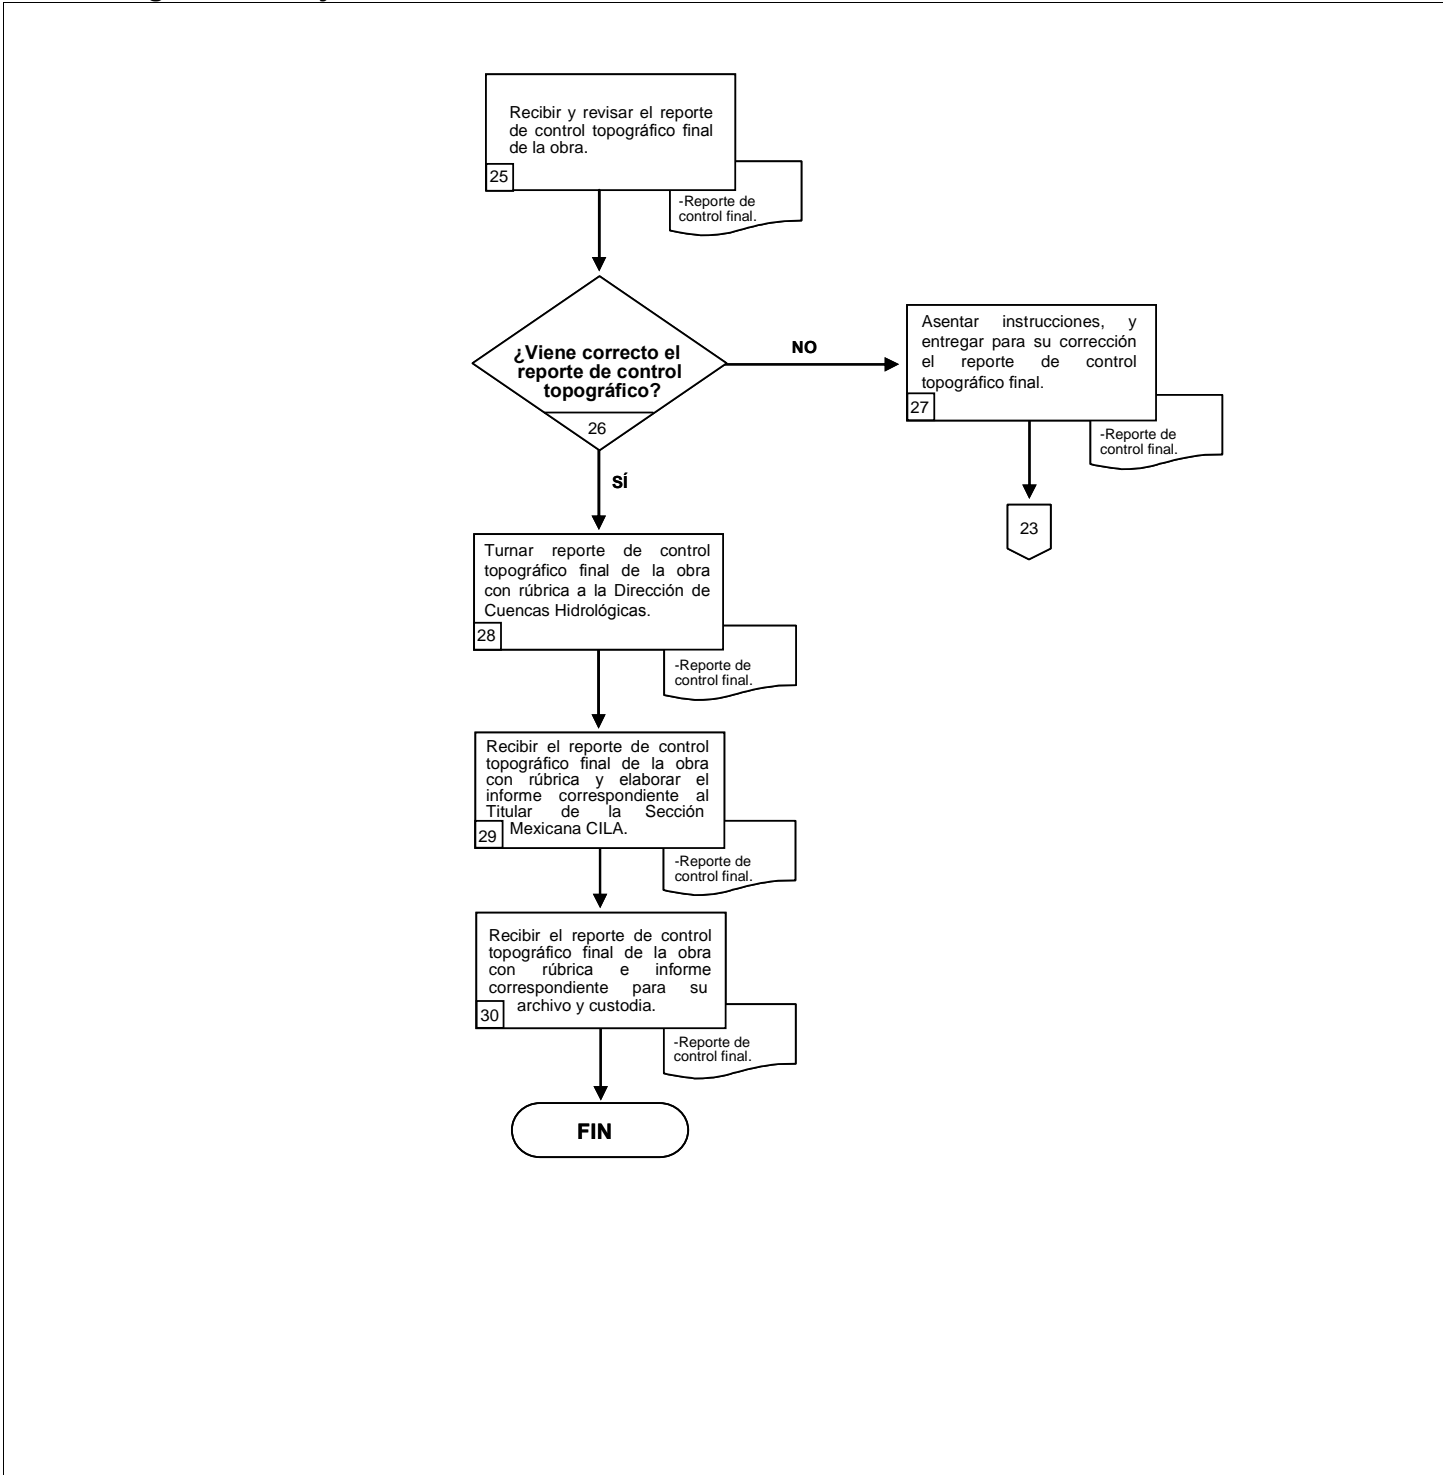 Recibir y revisar el reporte
de control topográfico final
de la obra.
25
-Reporte de
control final.
¿Viene correcto el
reporte de control
topográfico?
26
NO
Asentar instrucciones, y
entregar para su corrección
el reporte de control
topográfico final.
27
-Reporte de
control final.
23
SÍ
Turnar reporte de control
topográfico final de la obra
con rúbrica a la Dirección de
Cuencas Hidrológicas.
28
-Reporte de
control final.
Recibir el reporte de control
topográfico final de la obra
con rúbrica y elaborar el
informe correspondiente al
Titular de la Sección
Mexicana CILA.
29
-Reporte de
control final.
Recibir el reporte de control
topográfico final de la obra
con rúbrica e informe
correspondiente para su
archivo y custodia.
30
-Reporte de
control final.
FIN